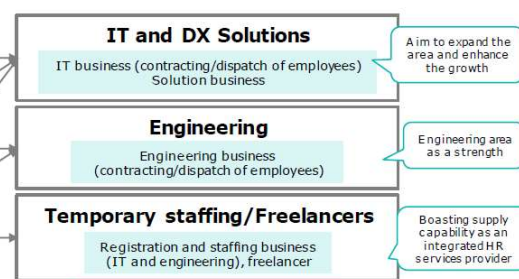 IT and DX Solutions
IT business (contracting/dispatch of employees)
Solution business
Aim to expand the
area and enhance
the growth
Engineering
Engineering business
(contracting/dispatch of employees)
Engineering area
as a strength
Temporary staffing/Freelancers
Registration and staffing business
(IT and engineering), freelancer
Boasting supply
capability as an
integrated HR
services provider